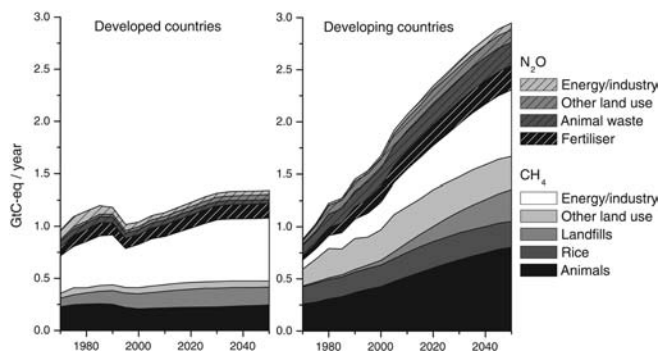 Developed countries
Developing countries
GtC-eq / year
3.0
2.5
2.0
1.5
1.0
0.5
0.0
1980
2000
2020
2040
3.0
2.5
2.0
1.5
1.0
0.5
0.0
1980
2000
2020
2040
N2O
Energy/industry
Other land use
Animal waste
Fertiliser
CH4
Energy/industry
Other land use
Landfills
Rice
Animals